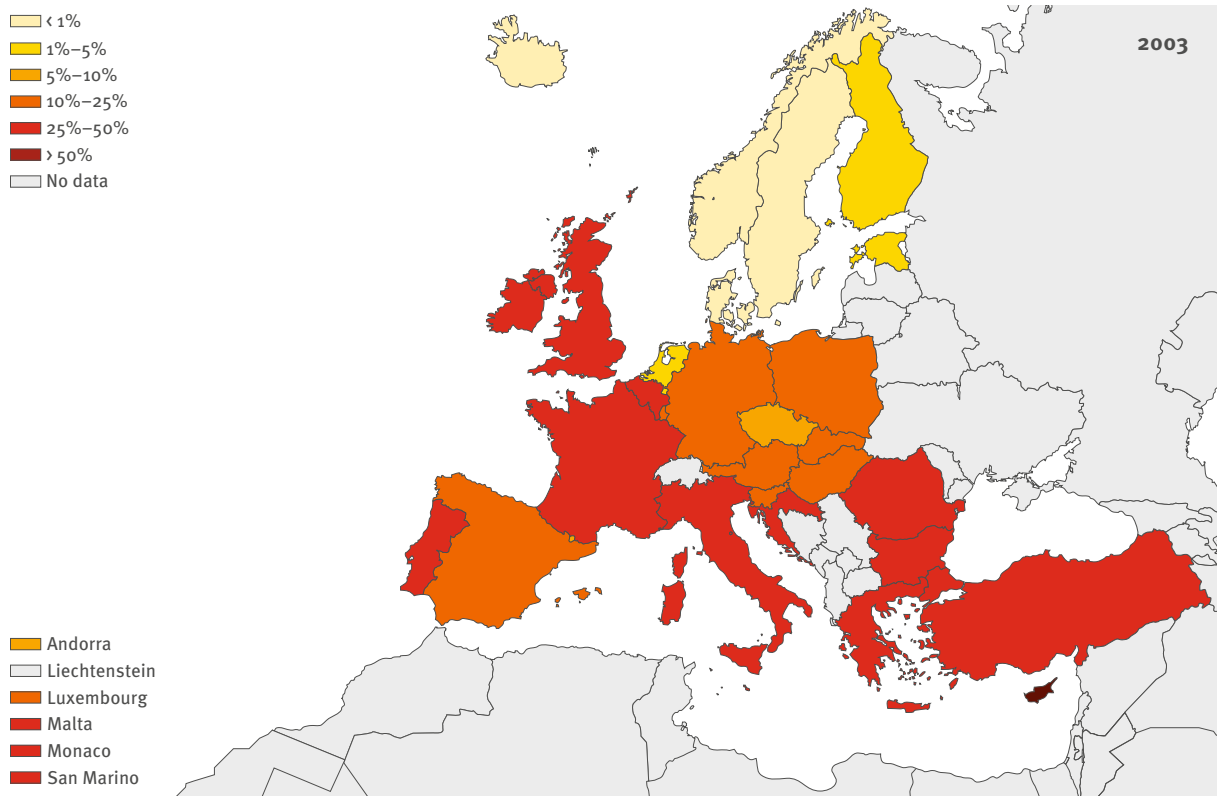 < 1%
1%–5%
5%–10%
10%–25%
25%–50%
> 50%
No data
2003
Andorra
Liechtenstein
Luxembourg
Malta
Monaco
San Marino